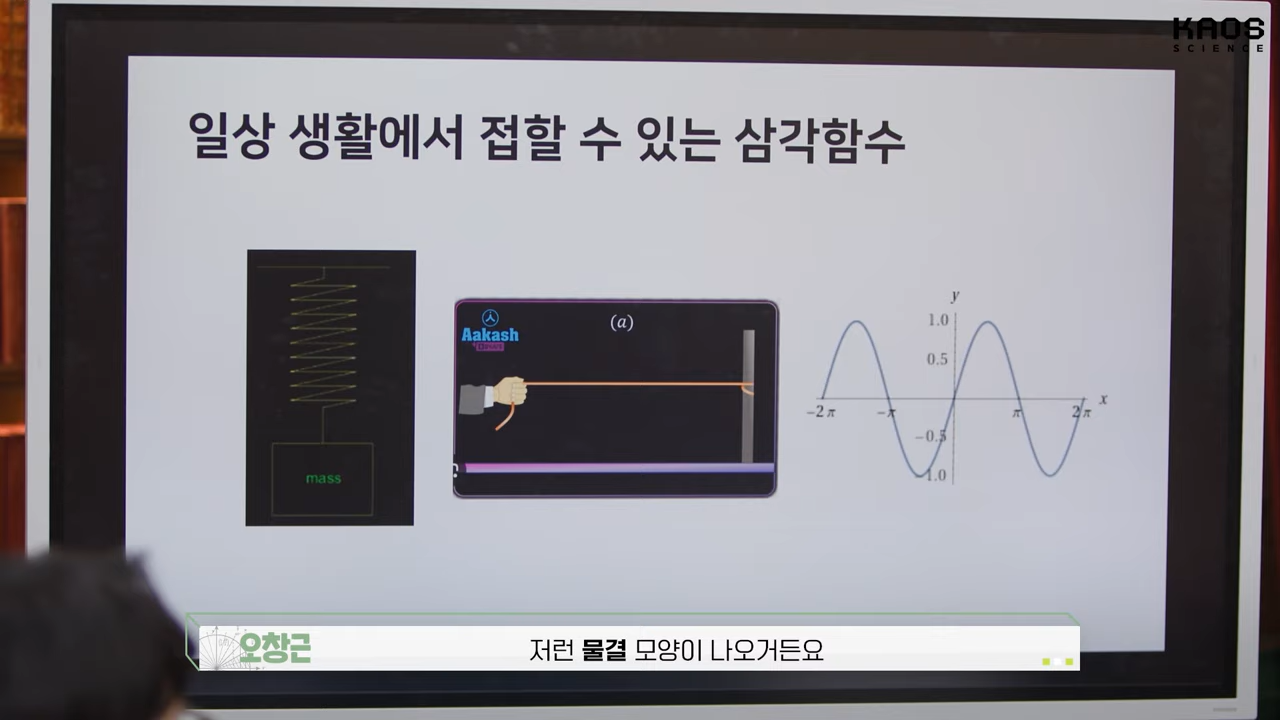 KAOS
SCIENCE
일상 생활에서 접할 수 있는 삼각함수
mass
Aakash
(a)
y
1.0
0.5
-2π
-π
π
2π
x
-0.5
-1.0
오창근
저런 물결 모양이 나오거든요